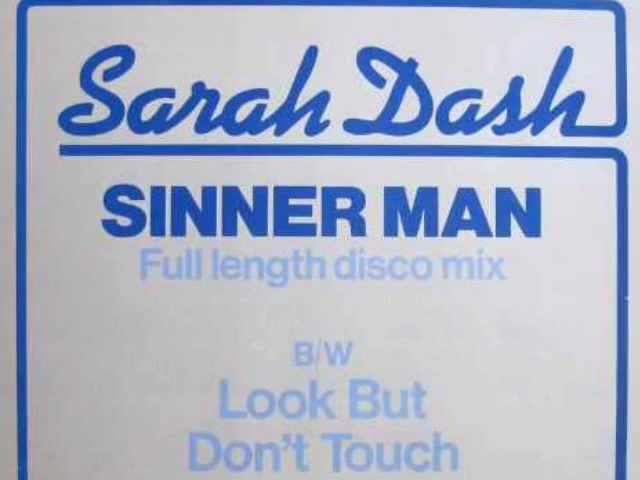 Sarah Dash
SINNER MAN
Full length disco mix
B/W
Look But
Don't Touch